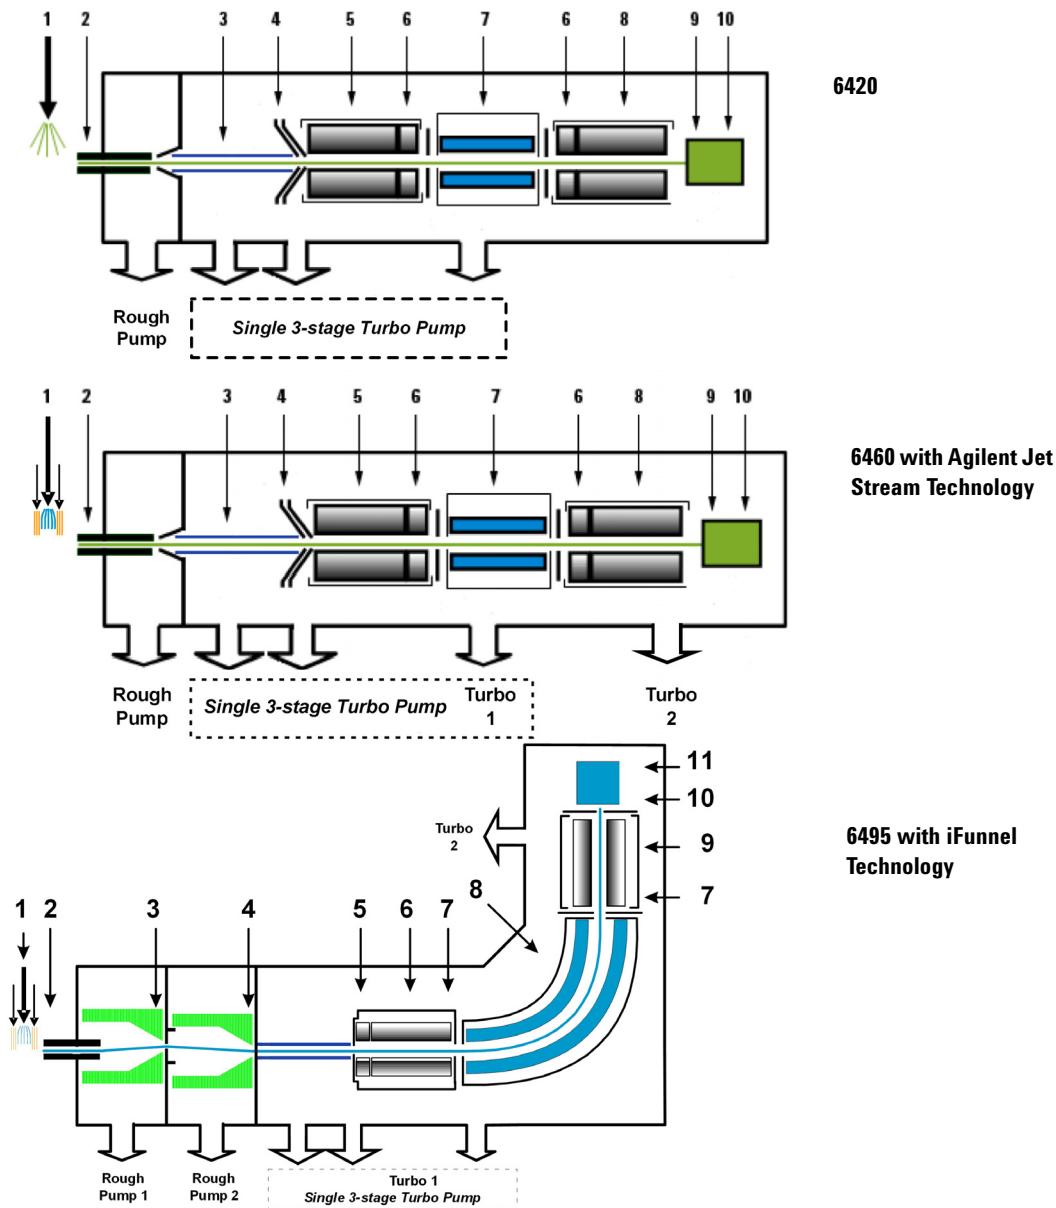 1 2 3 4 5 6 7 6 8 9 10
6420
Rough
Pump
Single 3-stage Turbo Pump
1 2 3 4 5 6 7 6 8 9 10
6460 with Agilent Jet
Stream Technology
Rough
Pump
Single 3-stage Turbo Pump
Turbo
1
Turbo
2
11
10
Turbo
2
9
6495 with iFunnel
Technology
8
7
1 2 3 4 5 6 7
Rough
Pump 1
Rough
Pump 2
Turbo 1
Single 3-stage Turbo Pump